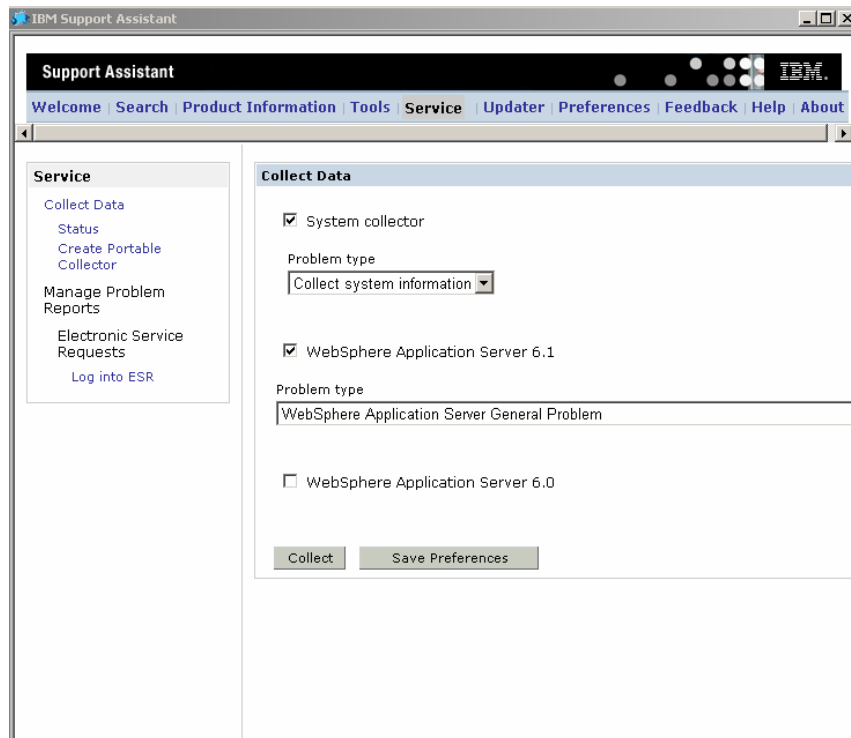 IBM Support Assistant
Support Assistant
IBM.
Welcome | Search | Product Information | Tools | Service | Updater | Preferences | Feedback | Help | About
Service
Collect Data
Status
Create Portable
Collector
Manage Problem
Reports
Electronic Service
Requests
Log into ESR
Collect Data
System collector
Problem type
Collect system information
WebSphere Application Server 6.1
Problem type
WebSphere Application Server General Problem
WebSphere Application Server 6.0
Collect
Save Preferences